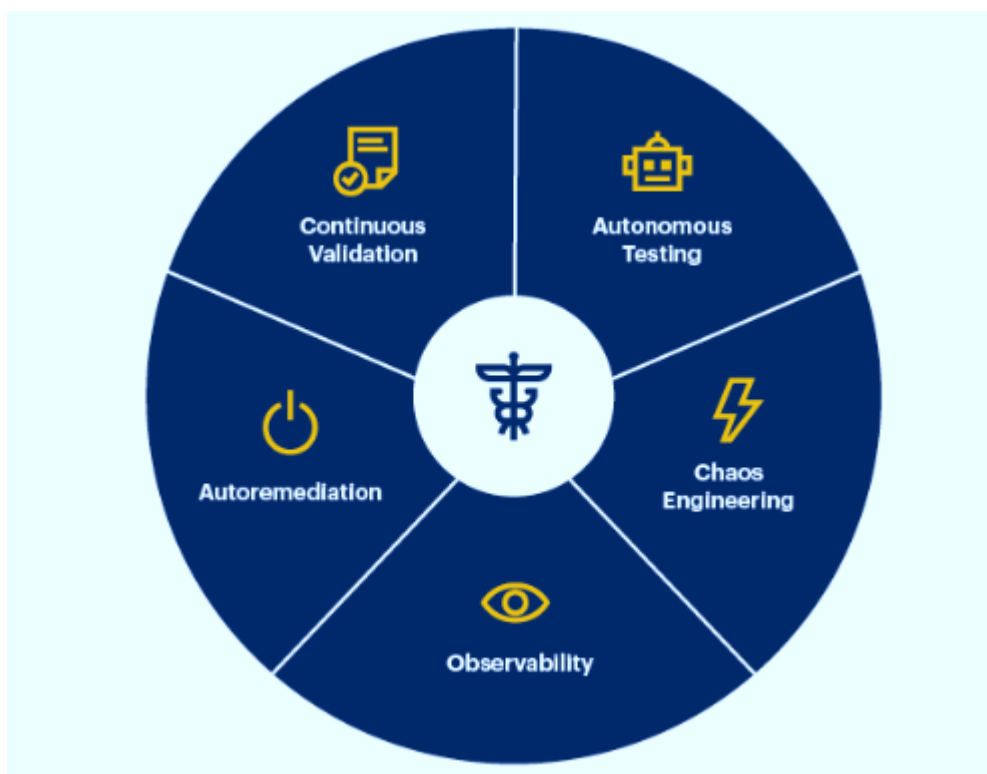 Continuous
Validation
Autonomous
Testing
Autoremediation
Chaos
Engineering
Observability